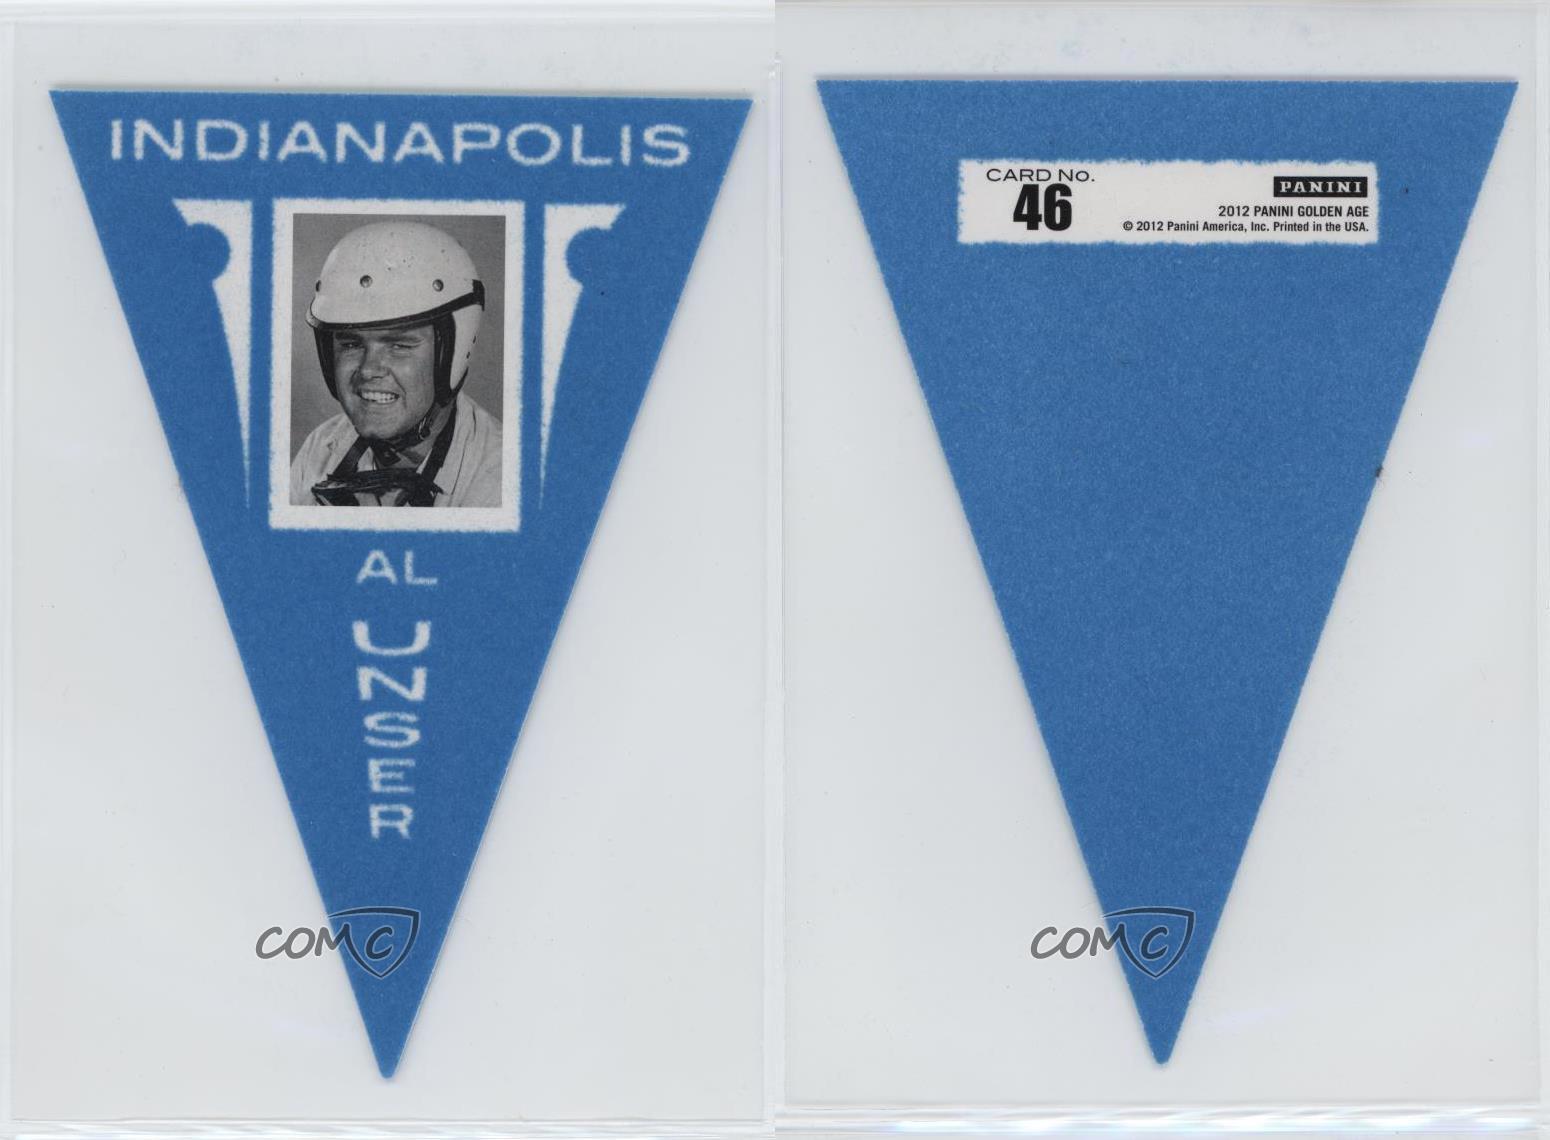 INDIANAPOLIS
AL
UNSER
COMC
CARD No.
46
PANINI
2012 PANINI GOLDEN AGE
© 2012 Panini America, Inc. Printed in the USA.
COMC